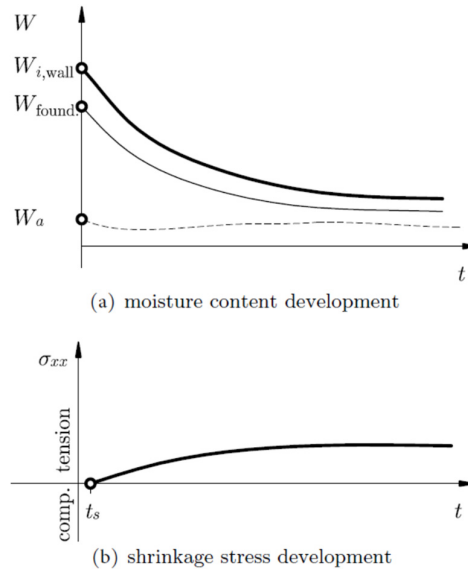 W
W_{i,wall}
W_{found.}
W_a
t
(a) moisture content development
σ_{xx}
tension
comp.
t_s
t
(b) shrinkage stress development